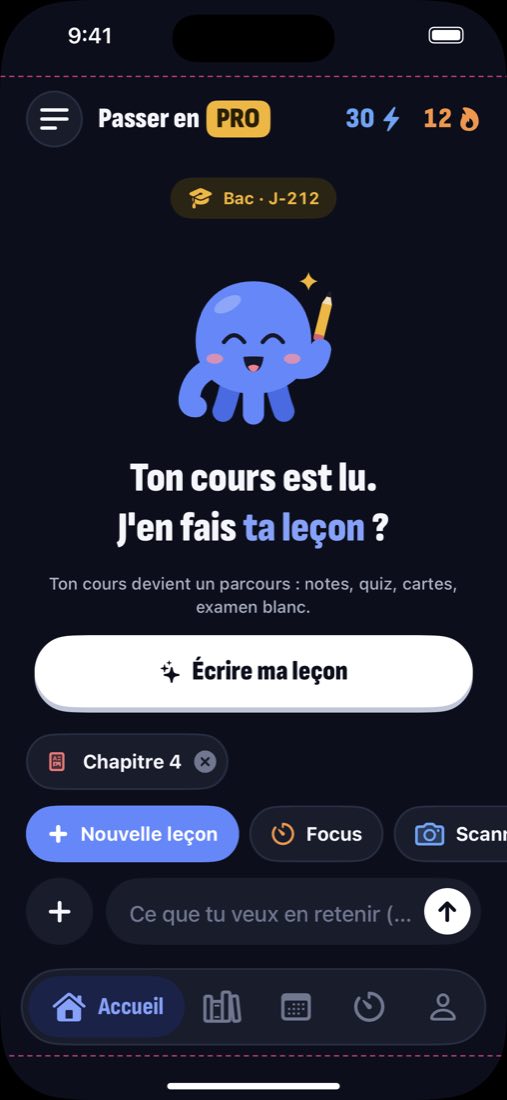 9:41
Passer en PRO
30
12
Bac · J-212
Ton cours est lu.
J'en fais ta leçon ?
Ton cours devient un parcours : notes, quiz, cartes,
examen blanc.
Écrire ma leçon
Chapitre 4
Nouvelle leçon
Focus
Scann
Ce que tu veux en retenir (...
Accueil